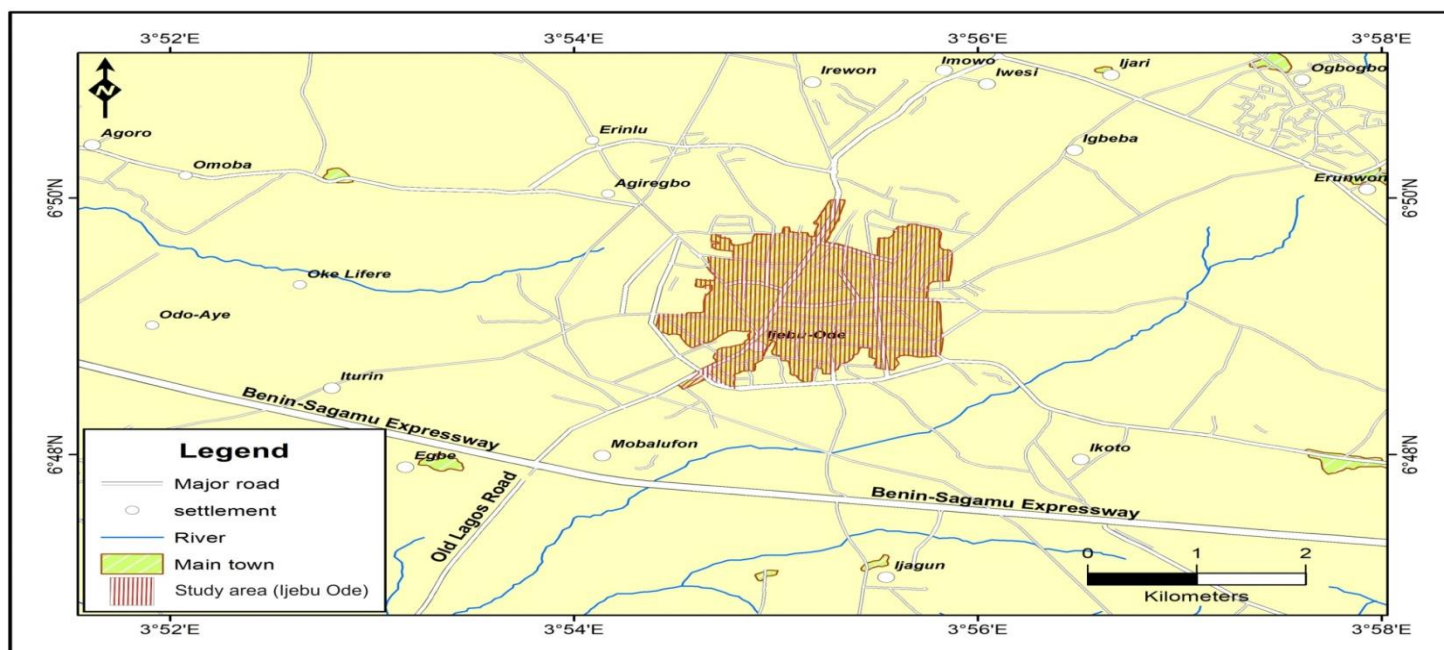 3°52'E 3°54'E 3°56'E 3°58'E
N
Imowo
Ijari
Irewon
Iwesi
Ogbogbo
Agoro
Erinlu
Igbeba
Omoba
Agiregbo
Erunwon
6°50'N 6°50'N
Oke Lifere
Odo-Aye
Ijebu-Ode
Iturin
Benin-Sagamu Expressway
Mobalufon
Ikoto
6°48'N 6°48'N
Egbe
Old Lagos Road
Benin-Sagamu Expressway
Ijagun
Legend
Major road
settlement
River
Main town
Study area (Ijebu Ode)
0 1 2
Kilometers
3°52'E 3°54'E 3°56'E 3°58'E